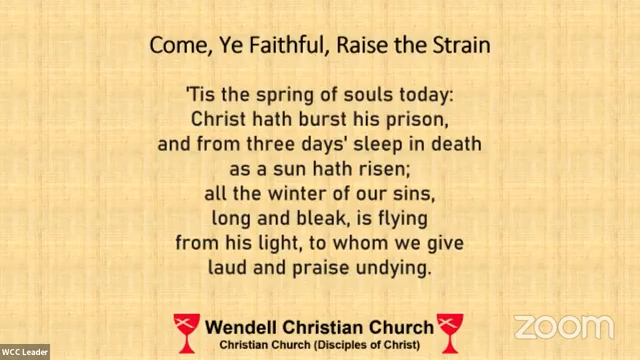 Come, Ye Faithful, Raise the Strain
'Tis the spring of souls today:
Christ hath burst his prison,
and from three days' sleep in death
as a sun hath risen;
all the winter of our sins,
long and bleak, is flying
from his light, to whom we give
laud and praise undying.
Wendell Christian Church
Christian Church (Disciples of Christ)
zoom
WCC Leader